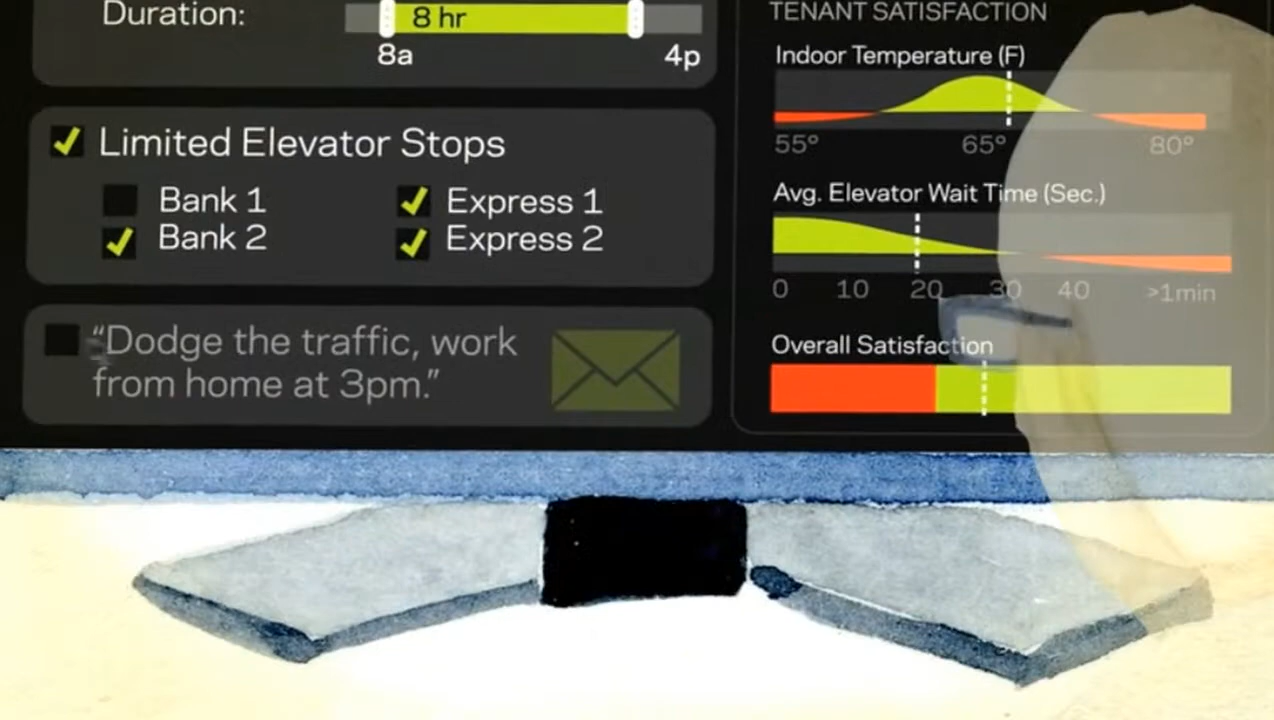 Duration:
8 hr
8a
4p
Limited Elevator Stops
Bank 1
Express 1
Bank 2
Express 2
“Dodge the traffic, work
from home at 3pm.”
TENANT SATISFACTION
Indoor Temperature (F)
55°
65°
80°
Avg. Elevator Wait Time (Sec.)
0
10
20
30
40
>1min
Overall Satisfaction